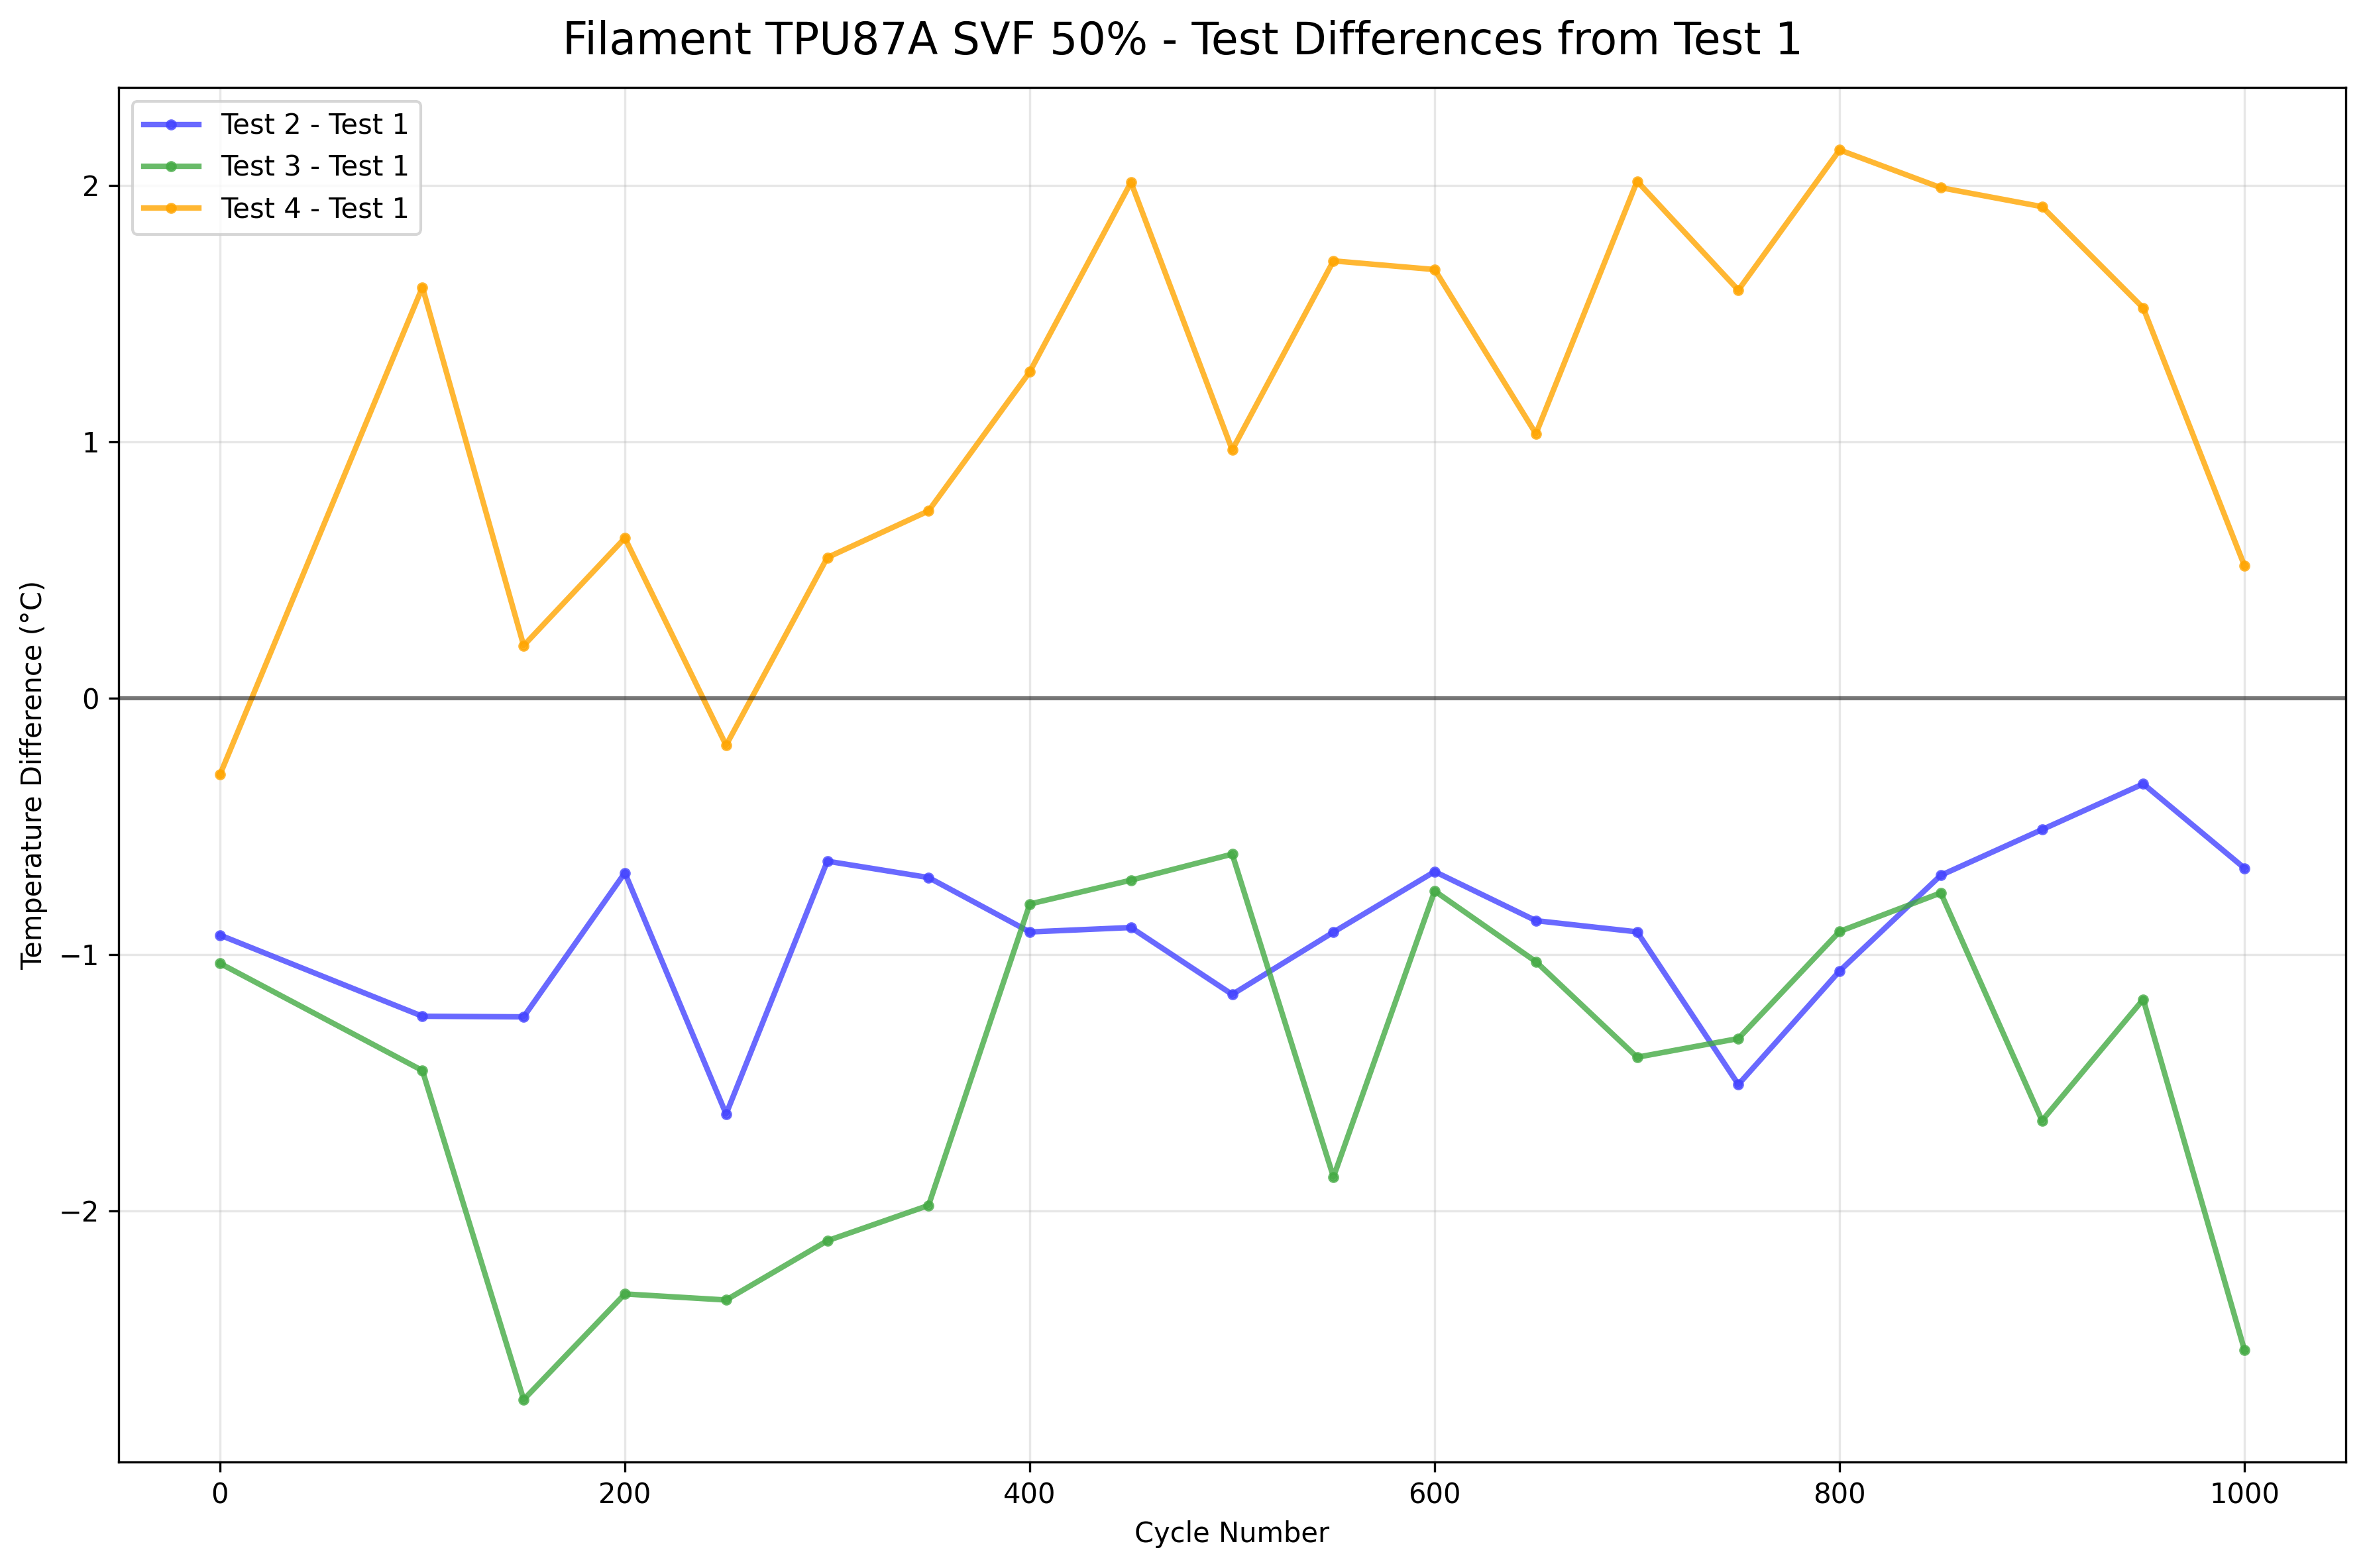 Filament TPU87A SVF 50% - Test Differences from Test 1
Test 2 - Test 1
Test 3 - Test 1
Test 4 - Test 1
Temperature Difference (°C)
2
1
0
−1
−2
0
200
400
600
800
1000
Cycle Number